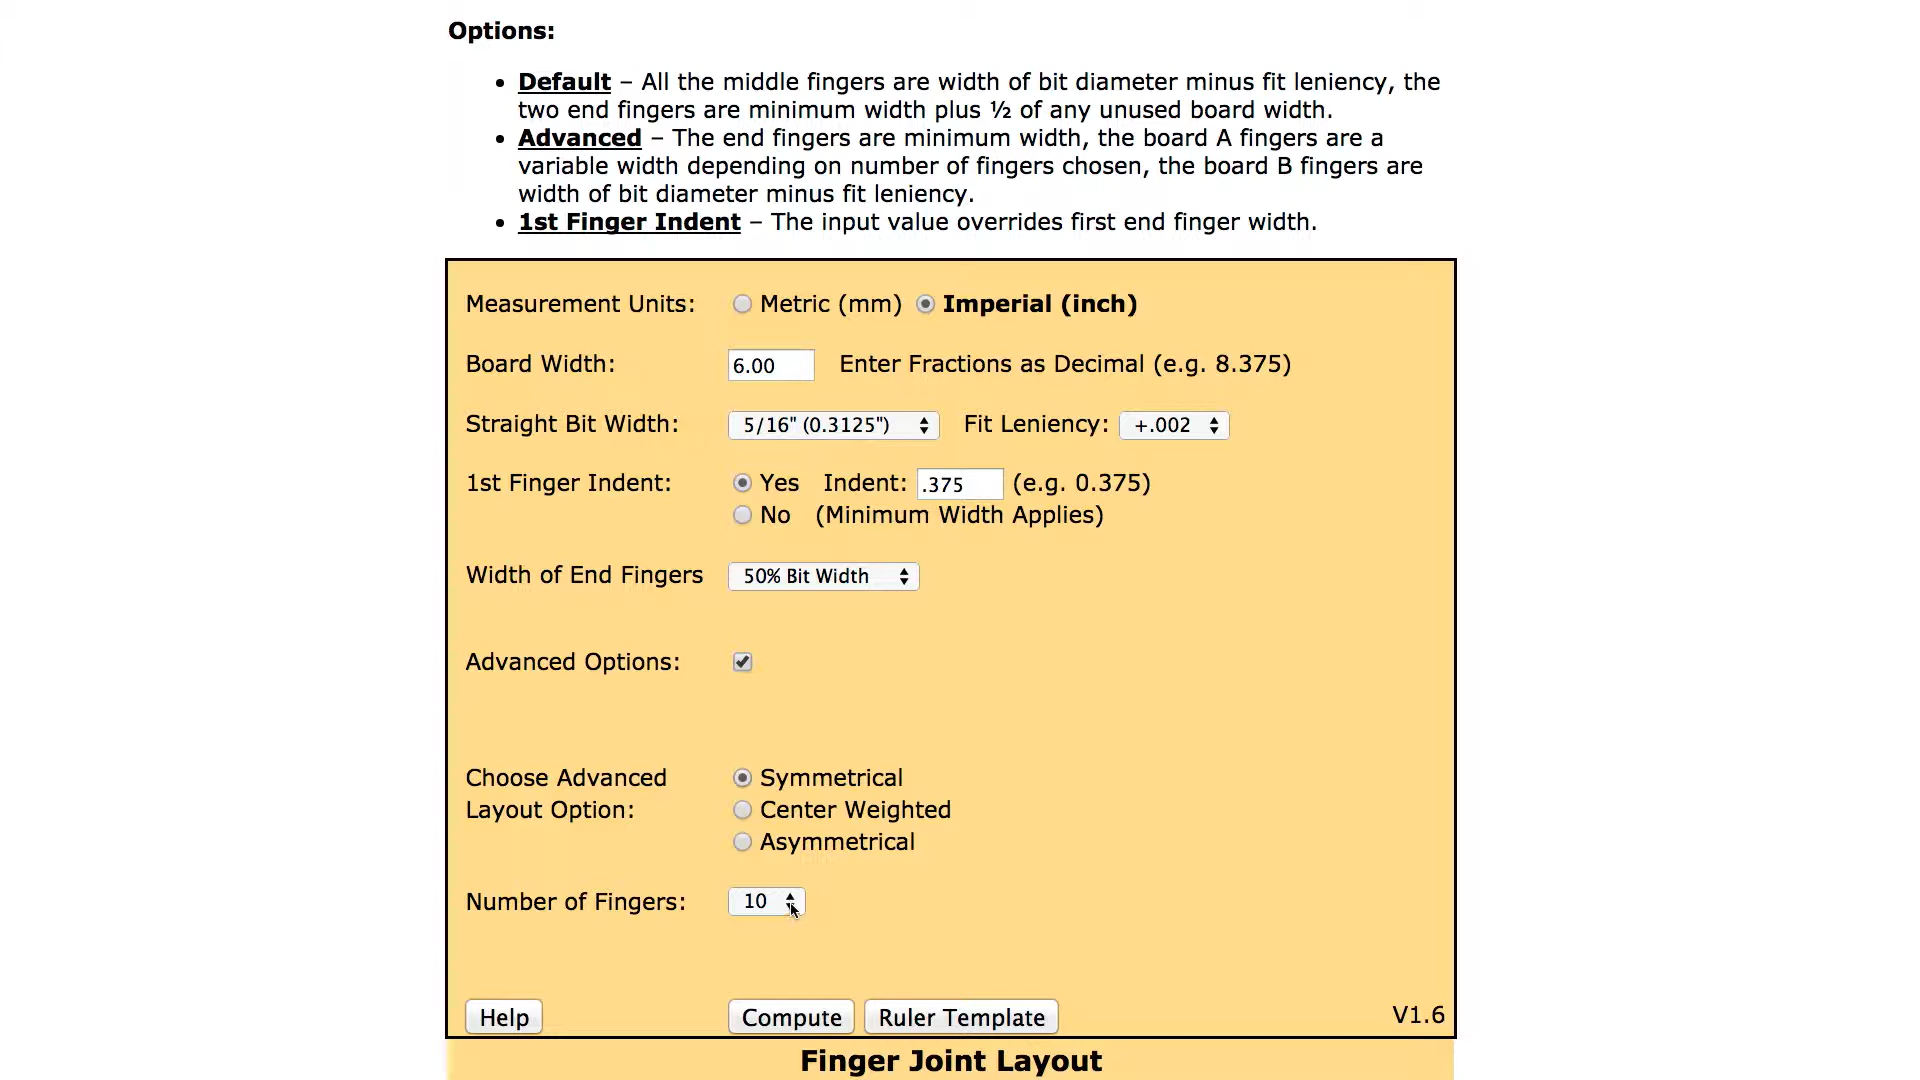 Options:
• Default – All the middle fingers are width of bit diameter minus fit leniency, the
two end fingers are minimum width plus ½ of any unused board width.
• Advanced – The end fingers are minimum width, the board A fingers are a
variable width depending on number of fingers chosen, the board B fingers are
width of bit diameter minus fit leniency.
• 1st Finger Indent – The input value overrides first end finger width.
Measurement Units: Metric (mm) Imperial (inch)
Board Width: 6.00 Enter Fractions as Decimal (e.g. 8.375)
Straight Bit Width: 5/16" (0.3125") Fit Leniency: +.002
1st Finger Indent: Yes Indent: .375 (e.g. 0.375)
No (Minimum Width Applies)
Width of End Fingers 50% Bit Width
Advanced Options:
Choose Advanced Symmetrical
Layout Option: Center Weighted
Asymmetrical
Number of Fingers: 10
Help Compute Ruler Template V1.6
Finger Joint Layout